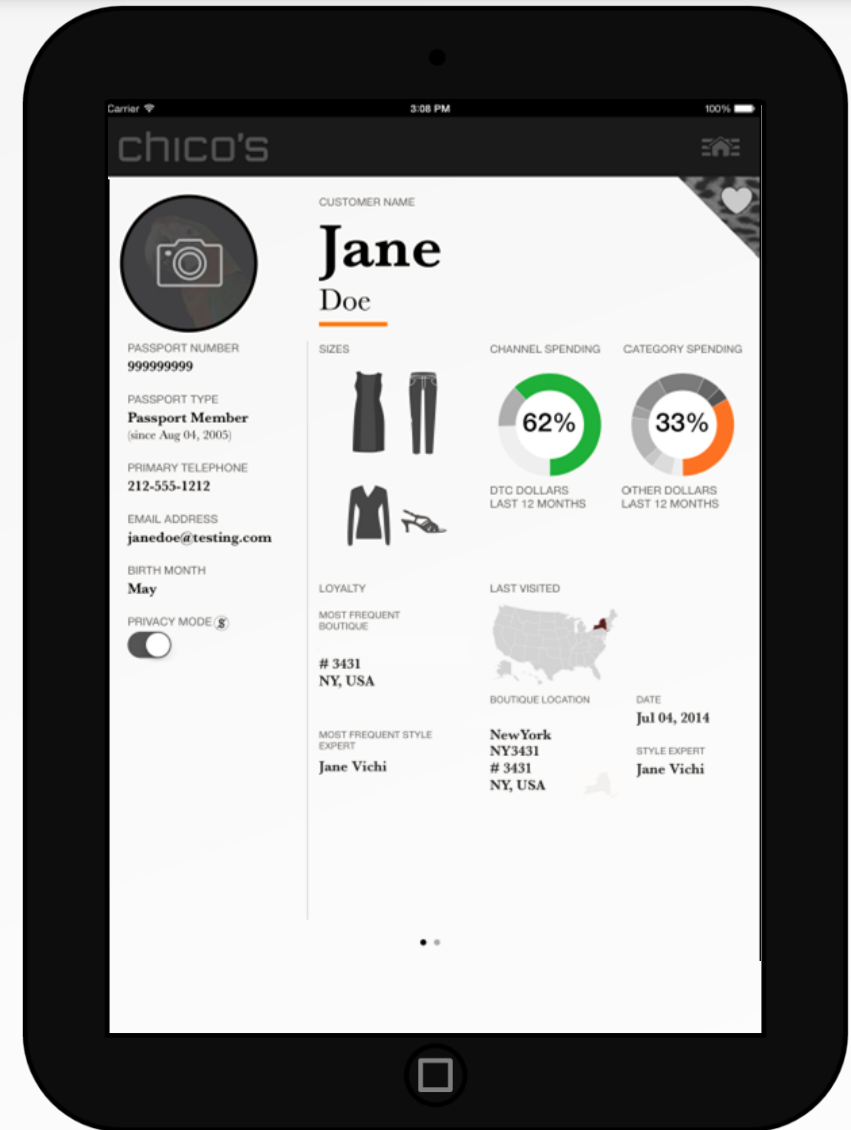 Carrier
3:08 PM
100%
chico's
CUSTOMER NAME
Jane
Doe
PASSPORT NUMBER
999999999
PASSPORT TYPE
Passport Member
(since Aug 04, 2005)
PRIMARY TELEPHONE
212-555-1212
EMAIL ADDRESS
janedoe@testing.com
BIRTH MONTH
May
PRIVACY MODE $
SIZES
CHANNEL SPENDING
62%
DTC DOLLARS
LAST 12 MONTHS
CATEGORY SPENDING
33%
OTHER DOLLARS
LAST 12 MONTHS
LOYALTY
MOST FREQUENT
BOUTIQUE
# 3431
NY, USA
MOST FREQUENT STYLE
EXPERT
Jane Vichi
LAST VISITED
BOUTIQUE LOCATION
NewYork
NY3431
# 3431
NY, USA
DATE
Jul 04, 2014
STYLE EXPERT
Jane Vichi